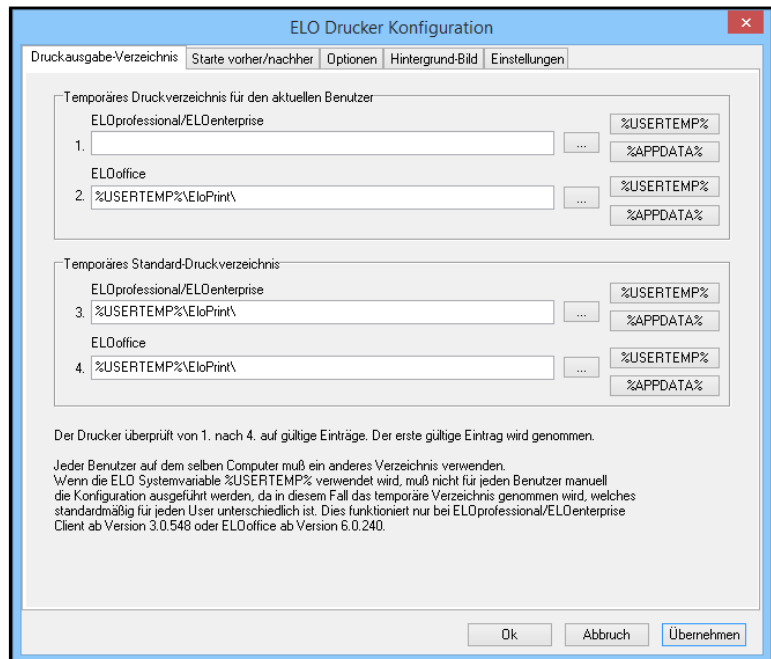 ELO Drucker Konfiguration
Druckausgabe-Verzeichnis Starte vorher/nachher Optionen Hintergrund-Bild Einstellungen
Temporäres Druckverzeichnis für den aktuellen Benutzer
ELOprofessional/ELOenterprise
%USERTEMP%
1. ...
%APPDATA%
ELOoffice
%USERTEMP%
2. %USERTEMP%\EloPrint\ ...
%APPDATA%
Temporäres Standard-Druckverzeichnis
ELOprofessional/ELOenterprise
%USERTEMP%
3. %USERTEMP%\EloPrint\ ...
%APPDATA%
ELOoffice
%USERTEMP%
4. %USERTEMP%\EloPrint\ ...
%APPDATA%
Der Drucker überprüft von 1. nach 4. auf gültige Einträge. Der erste gültige Eintrag wird genommen.
Jeder Benutzer auf dem selben Computer muß ein anderes Verzeichnis verwenden.
Wenn die ELO Systemvariable %USERTEMP% verwendet wird, muß nicht für jeden Benutzer manuell
die Konfiguration ausgeführt werden, da in diesem Fall das temporäre Verzeichnis genommen wird, welches
standardmäßig für jeden User unterschiedlich ist. Dies funktioniert nur bei ELOprofessional/ELOenterprise
Client ab Version 3.0.548 oder ELOoffice ab Version 6.0.240.
Ok Abbruch Übernehmen